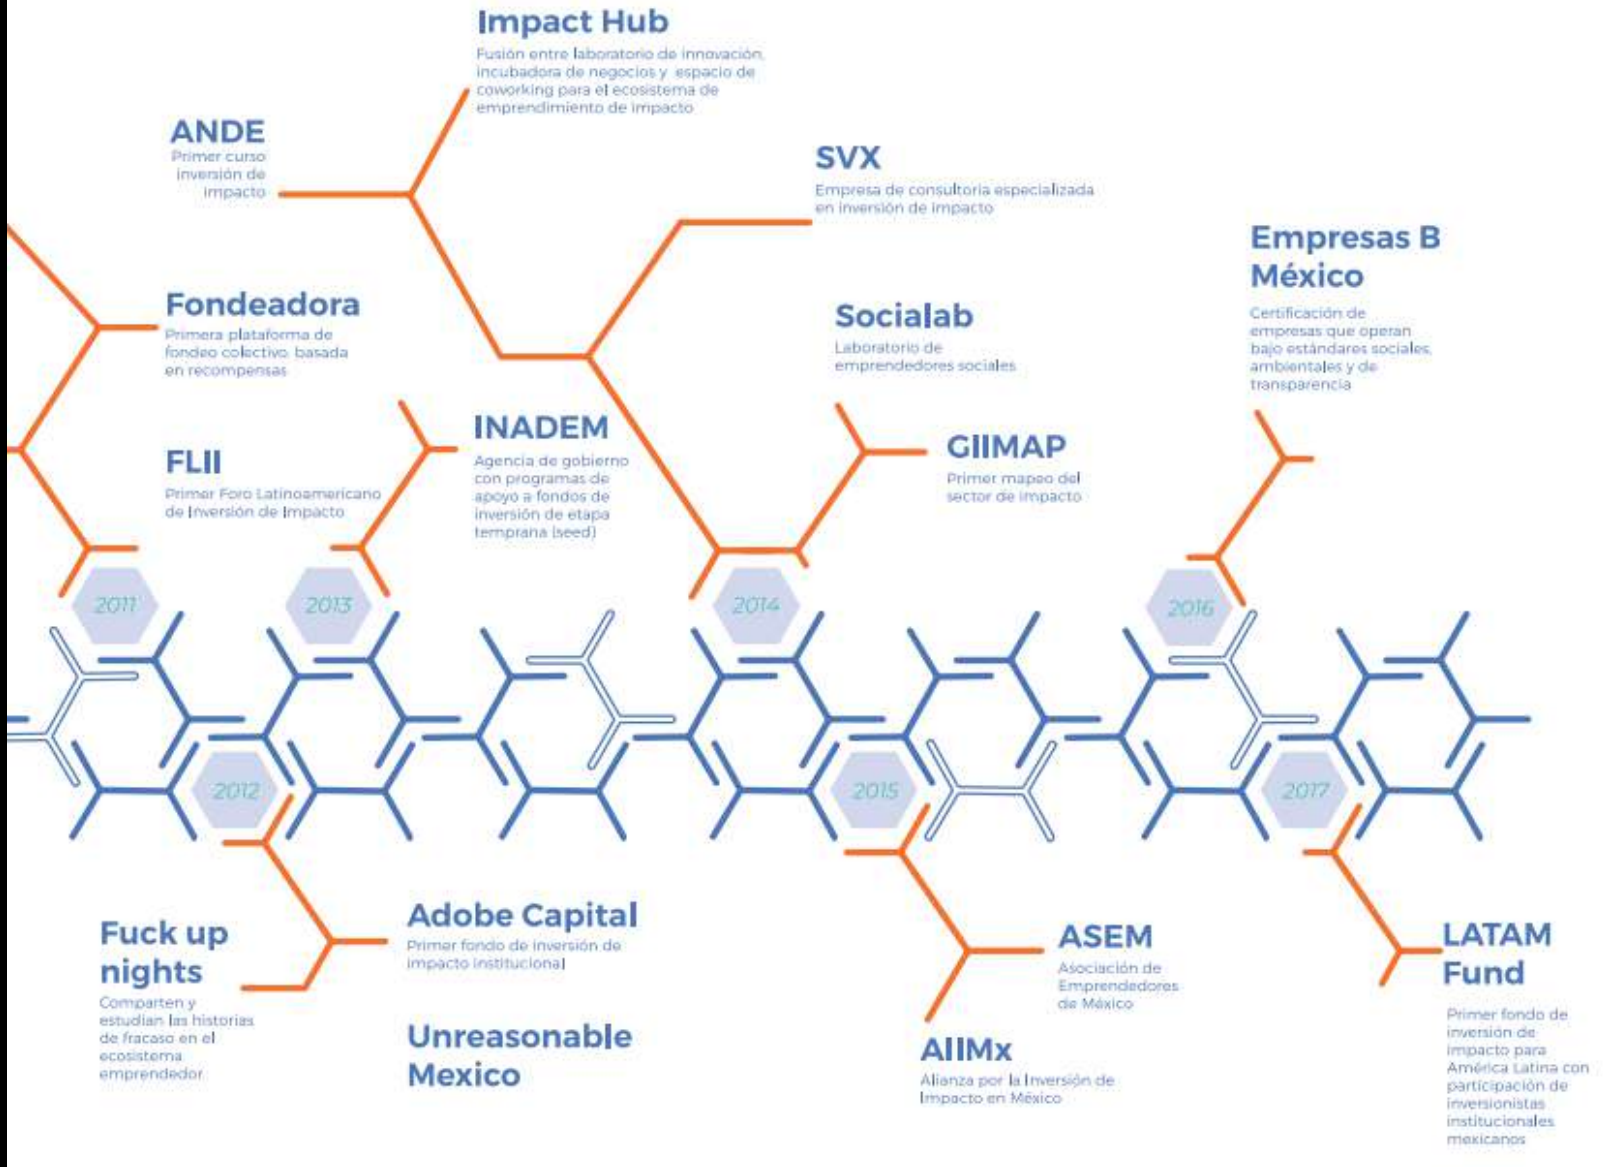 Impact Hub
Fusión entre laboratorio de innovación,
incubadora de negocios y espacio de
coworking para el ecosistema de
emprendimiento de impacto
ANDE
Primer curso
inversión de
impacto
SVX
Empresa de consultoría especializada
en inversión de impacto
Empresas B
México
Certificación de
empresas que operan
bajo estándares sociales,
ambientales y de
transparencia
Fondeadora
Primera plataforma de
fondeo colectivo, basada
en recompensas
Socialab
Laboratorio de
emprendedores sociales
FLII
Primer Foro Latinoamericano
de Inversión de Impacto
INADEM
Agencia de gobierno
con programas de
apoyo a fondos de
inversión de etapa
temprana (seed)
GIIMAP
Primer mapeo del
sector de impacto
2011
2013
2014
2016
2012
2015
2017
Fuck up
nights
Comparten y
estudian las historias
de fracaso en el
ecosistema
emprendedor
Adobe Capital
Primer fondo de inversión de
impacto institucional
Unreasonable
Mexico
ASEM
Asociación de
Emprendedores
de México
AIIMx
Alianza por la Inversión de
Impacto en México
LATAM
Fund
Primer fondo de
inversión de
impacto para
América Latina con
participación de
inversionistas
institucionales
mexicanos